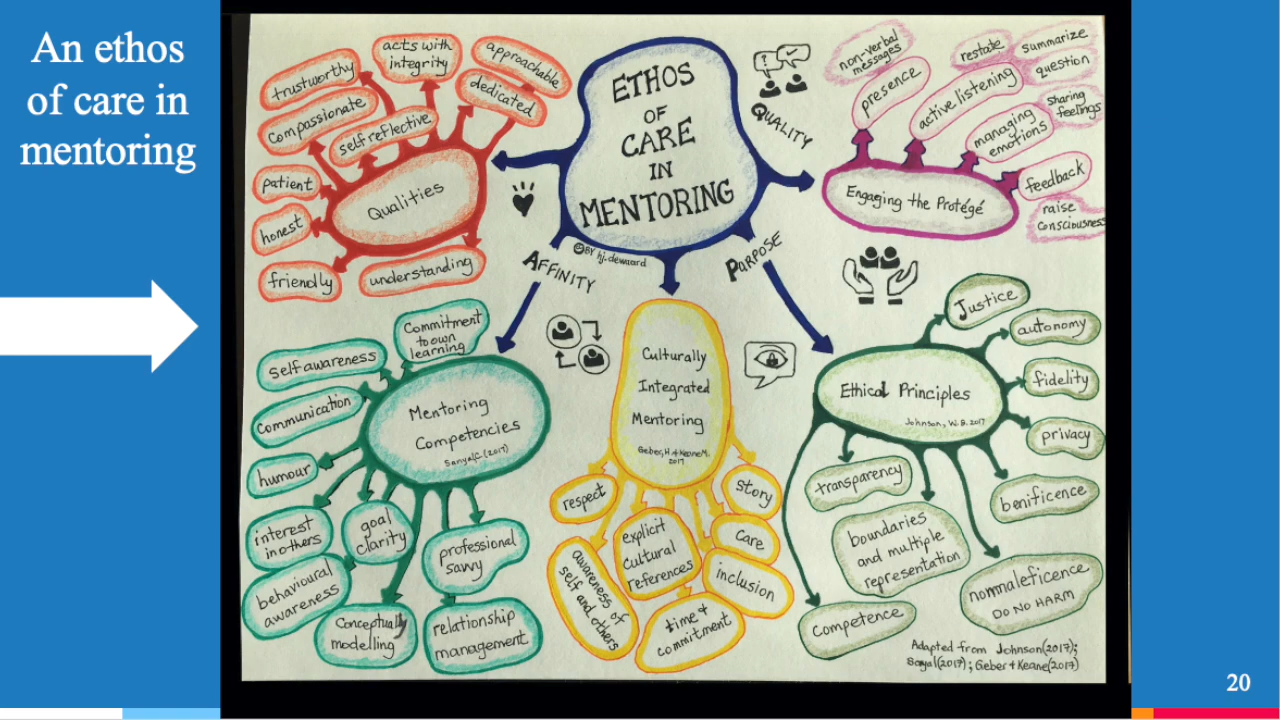 An ethos
of care in
mentoring
ETHOS
OF
CARE
IN
MENTORING
BY hj.dewaard
QUALITY
AFFINITY
PURPOSE
Qualities
trustworthy
acts with
integrity
approachable
dedicated
compassionate
self reflective
patient
honest
friendly
understanding
Engaging the Protégé
non-verbal
messages
presence
restate
summarize
question
active listening
sharing
feelings
managing
emotions
feedback
raise
consciousness
Mentoring
Competencies
Commitment
to own
learning
self awareness
communication
humour
interest
in others
goal
clarity
behavioural
awareness
Conceptually
modelling
professional
savvy
relationship
management
Culturally
Integrated
Mentoring
Geber, H. & Keane M.
2017
respect
awareness of
self and others
explicit
cultural
references
time &
commitment
inclusion
care
story
Ethical Principles
Johnson, W. B. 2017
Justice
autonomy
fidelity
privacy
benificence
nonmaleficence
DO NO HARM
transparency
boundaries
and multiple
representation
competence
Adapted from Johnson(2017);
Geber & Keane(2017)
20